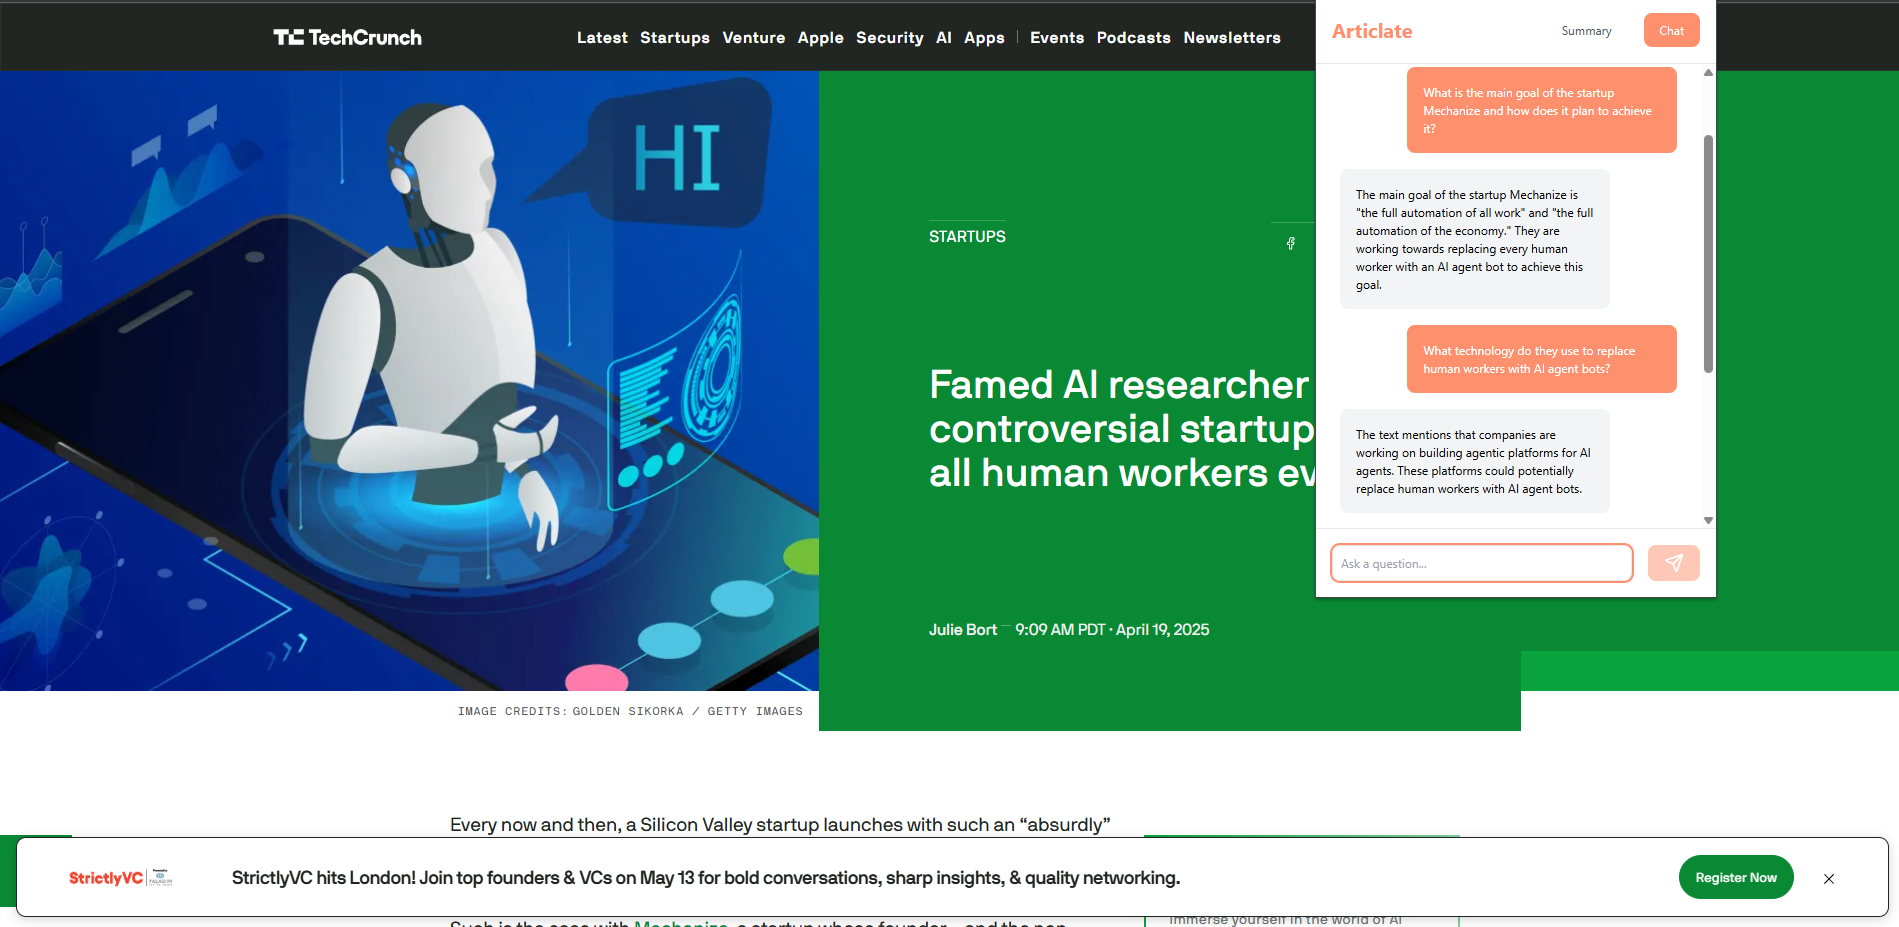 TechCrunch
Latest Startups Venture Apple Security AI Apps Events Podcasts Newsletters
HI
STARTUPS
Famed AI researcher
controversial startup
all human workers ev
Julie Bort — 9:09 AM PDT · April 19, 2025
IMAGE CREDITS: GOLDEN SIKORKA / GETTY IMAGES
Every now and then, a Silicon Valley startup launches with such an “absurdly”
Such is the case with Mechanize, a startup whose founder – and the non
Immerse yourself in the world of AI
Articlate
Summary
Chat
What is the main goal of the startup
Mechanize and how does it plan to achieve
it?
The main goal of the startup Mechanize is
"the full automation of all work" and "the full
automation of the economy." They are
working towards replacing every human
worker with an AI agent bot to achieve this
goal.
What technology do they use to replace
human workers with AI agent bots?
The text mentions that companies are
working on building agentic platforms for AI
agents. These platforms could potentially
replace human workers with AI agent bots.
Ask a question...
StrictlyVC
StrictlyVC hits London! Join top founders & VCs on May 13 for bold conversations, sharp insights, & quality networking.
Register Now